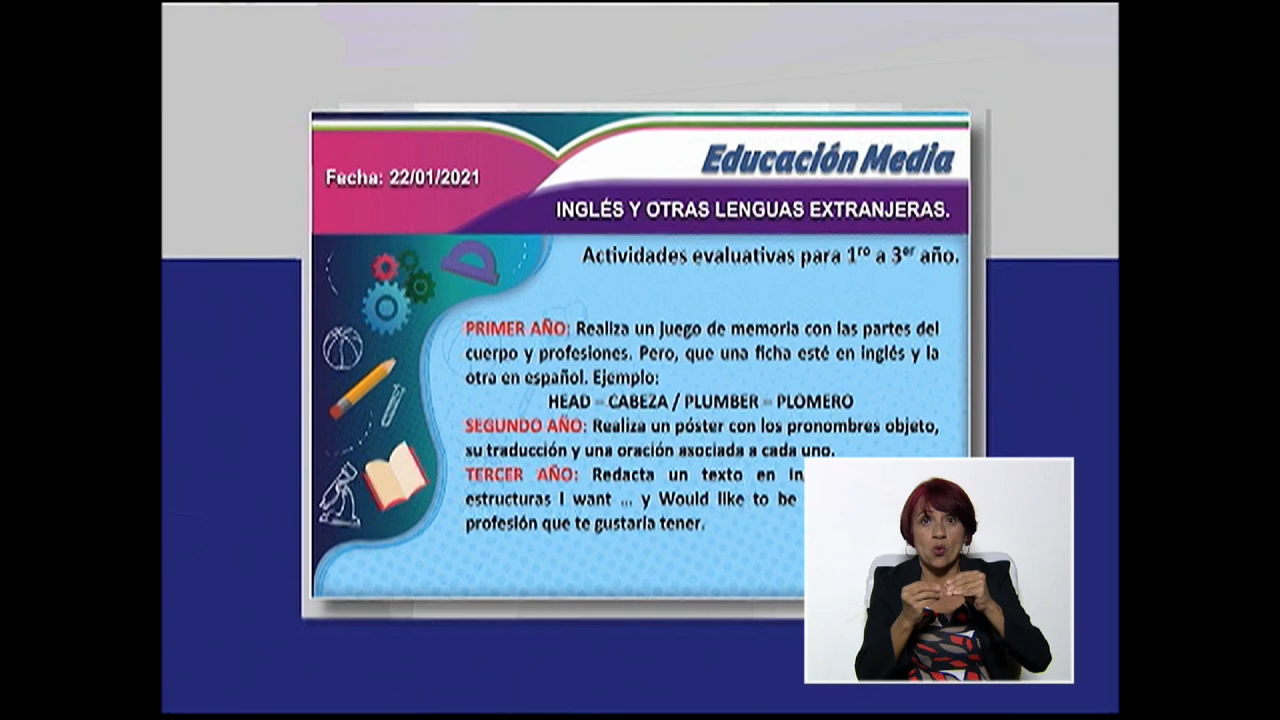 Fecha: 22/01/2021
Educación Media
INGLÉS Y OTRAS LENGUAS EXTRANJERAS.
Actividades evaluativas para 1ro a 3er año.
PRIMER AÑO: Realiza un juego de memoria con las partes del
cuerpo y profesiones. Pero, que una ficha esté en inglés y la
otra en español. Ejemplo:
HEAD – CABEZA / PLUMBER – PLOMERO
SEGUNDO AÑO: Realiza un póster con los pronombres objeto,
su traducción y una oración asociada a cada uno.
TERCER AÑO: Redacta un texto en
estructuras I want ... y Would like to be
profesión que te gustaría tener.